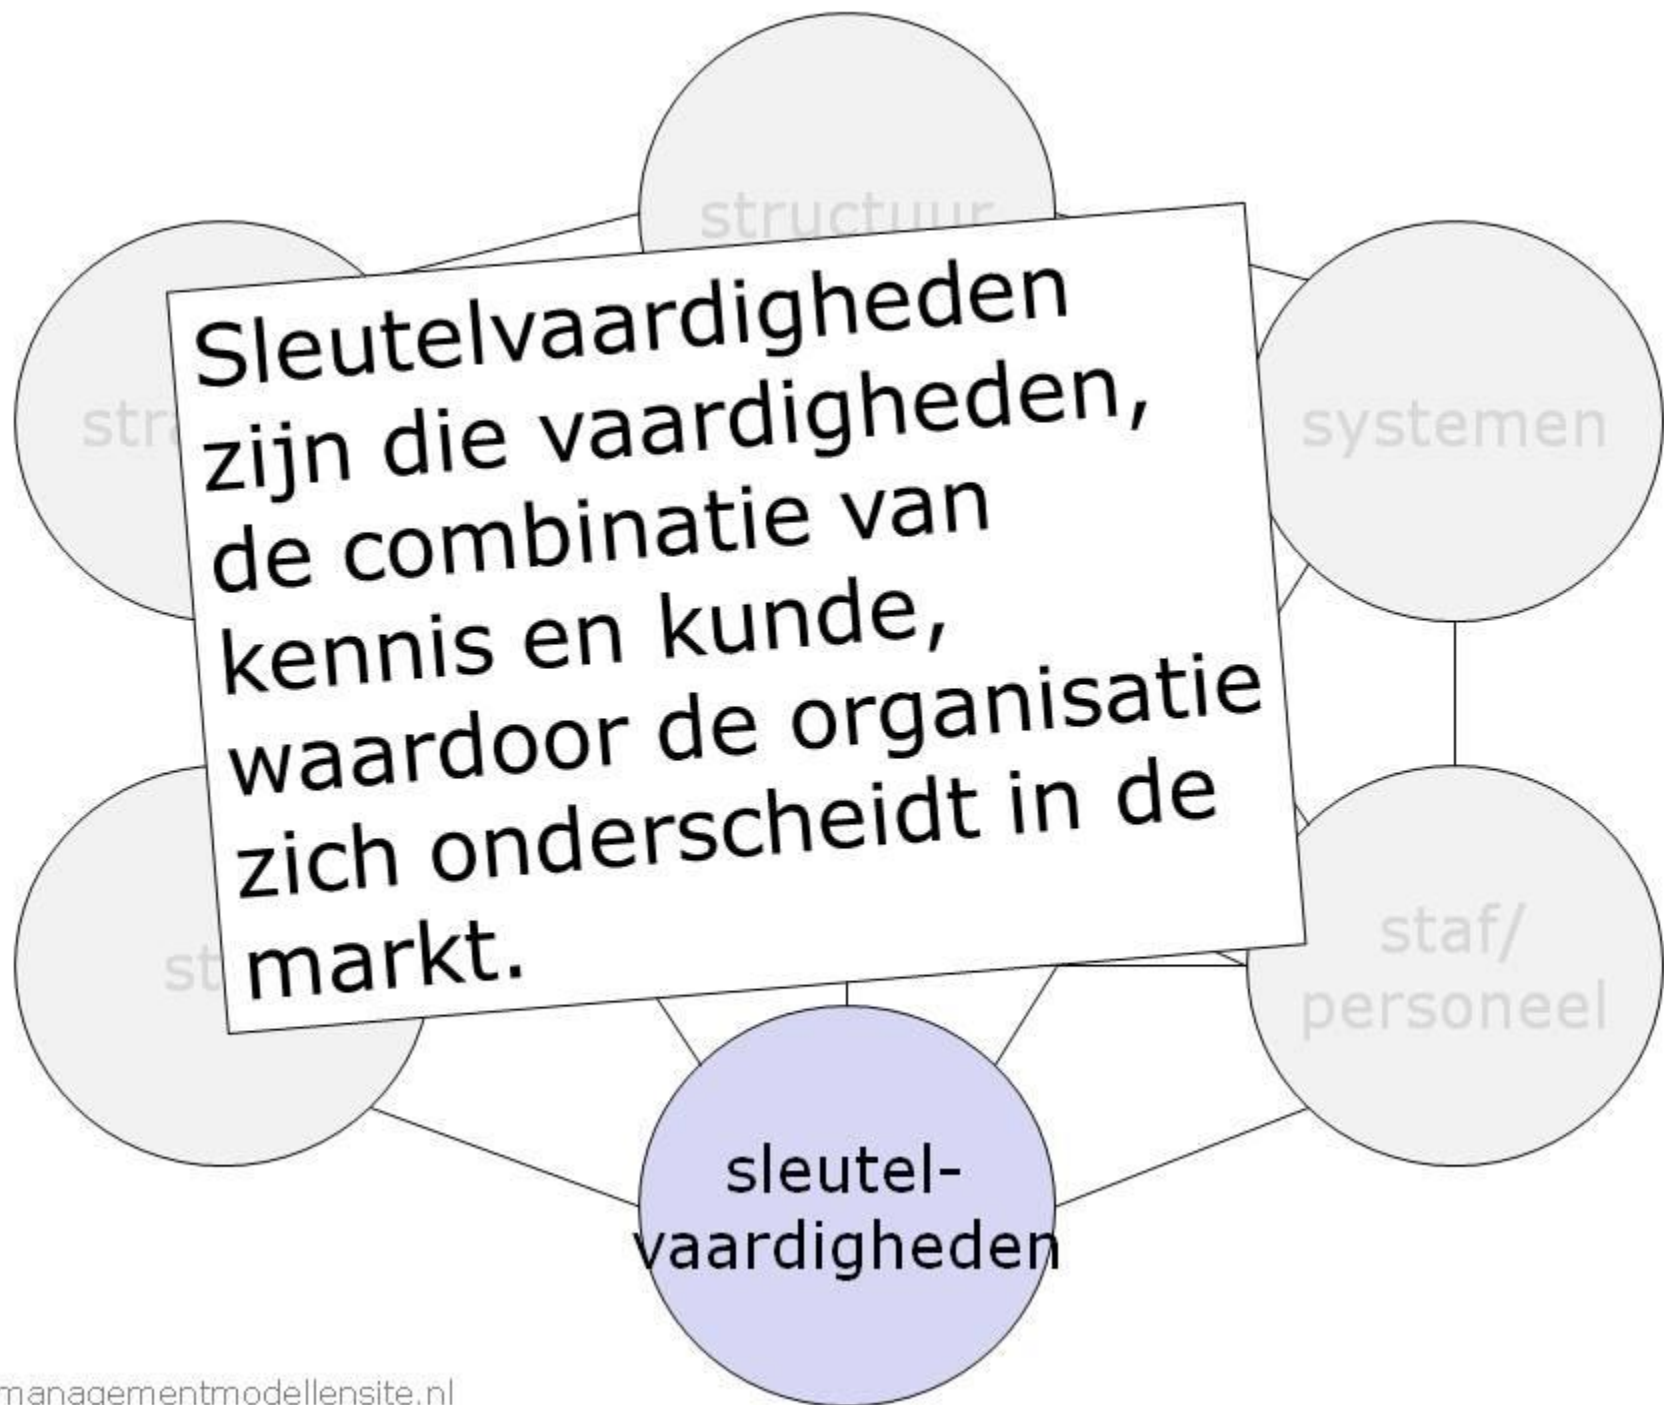 structuur
Sleutelvaardigheden
zijn die vaardigheden,
de combinatie van
kennis en kunde,
waardoor de organisatie
zich onderscheidt in de
markt.
systemen
staf/
personeel
sleutel-
vaardigheden
managementmodellensite.nl